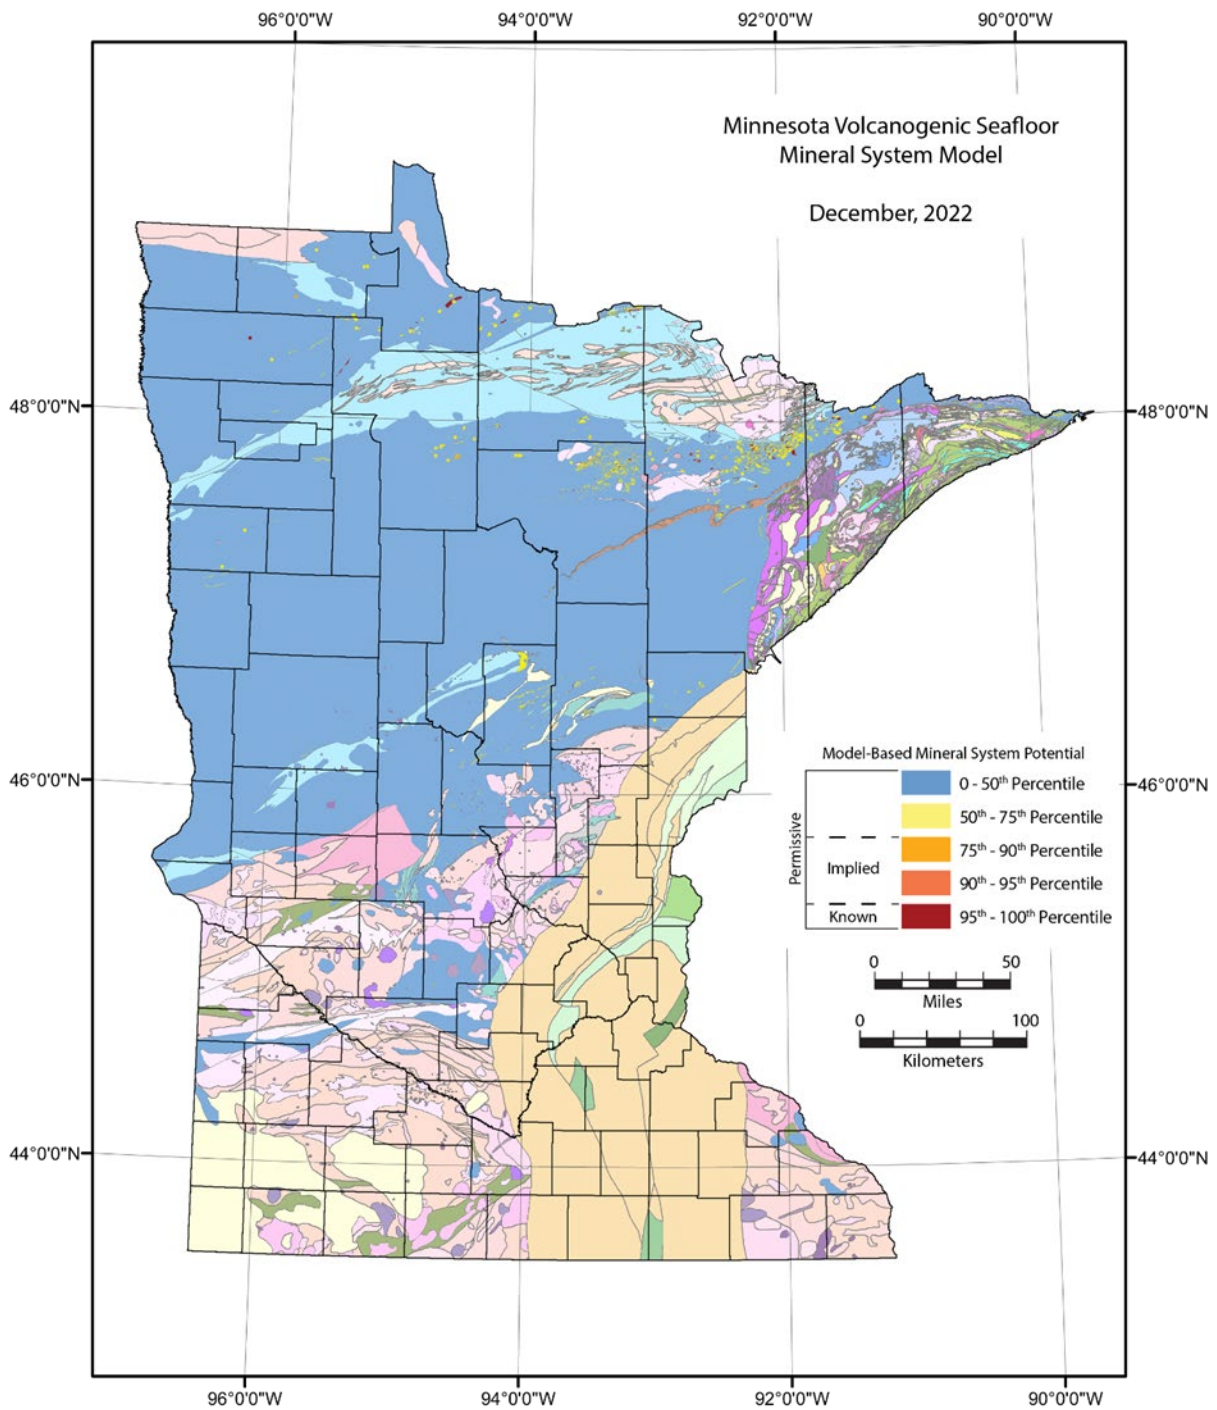 96°0'0"W 94°0'0"W 92°0'0"W 90°0'0"W
Minnesota Volcanogenic Seafloor
Mineral System Model
December, 2022
48°0'0"N 48°0'0"N
Model-Based Mineral System Potential
46°0'0"N 46°0'0"N
Permissive
Implied
Known
0 - 50th Percentile
50th - 75th Percentile
75th - 90th Percentile
90th - 95th Percentile
95th - 100th Percentile
0 50
Miles
0 100
Kilometers
44°0'0"N 44°0'0"N
96°0'0"W 94°0'0"W 92°0'0"W 90°0'0"W